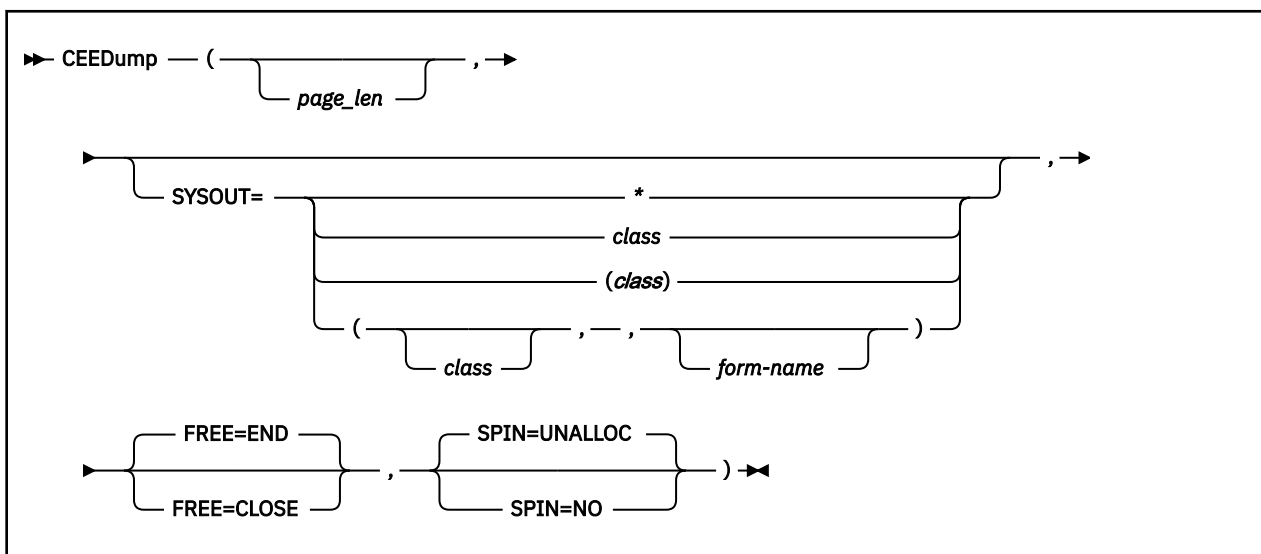 CEEDump ( page_len ,
SYSOUT= *
class
(class)
( class , , form-name )
FREE=END
FREE=CLOSE
,
SPIN=UNALLOC
SPIN=NO
)